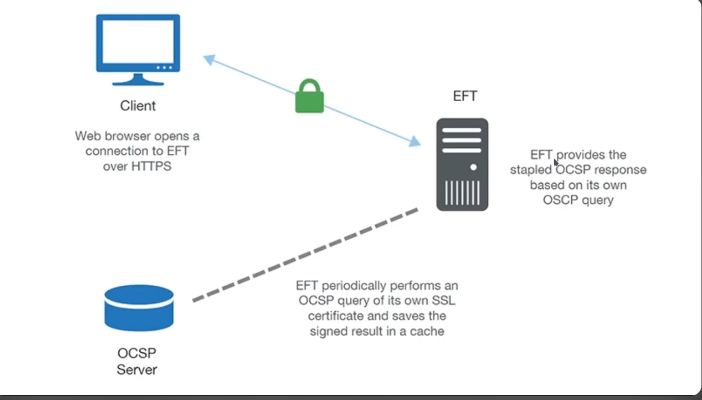 Client
Web browser opens a
connection to EFT
over HTTPS
EFT
EFT provides the
stapled OCSP response
based on its own
OSCP query
EFT periodically performs an
OCSP query of its own SSL
certificate and saves the
signed result in a cache
OCSP
Server